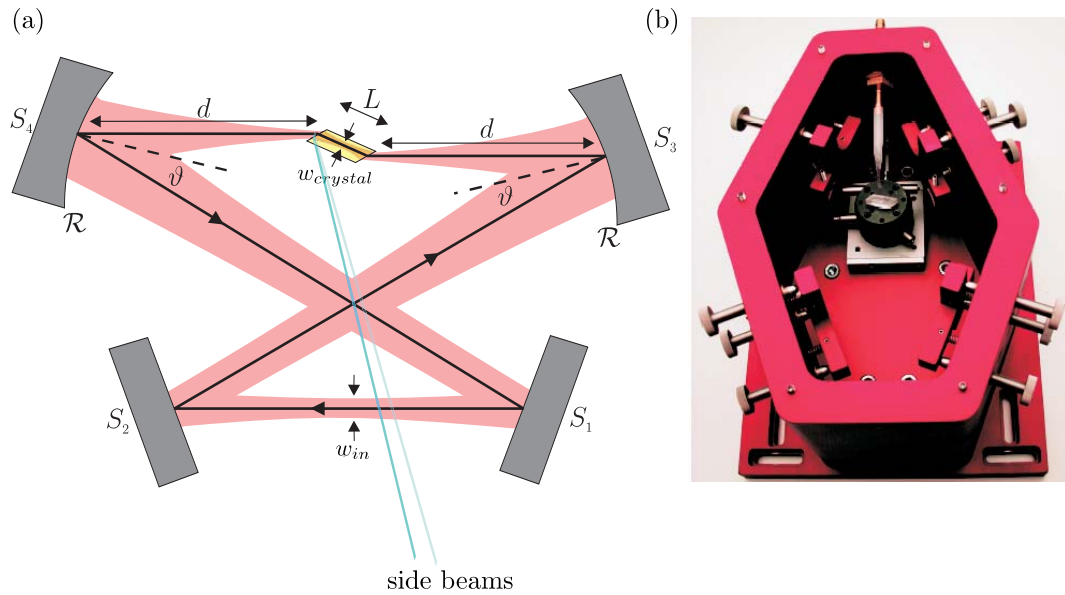 (a)
(b)
S₄
d
L
d
S₃
w_crystal
ϑ
ϑ
ℛ
ℛ
S₂
S₁
w_in
side beams